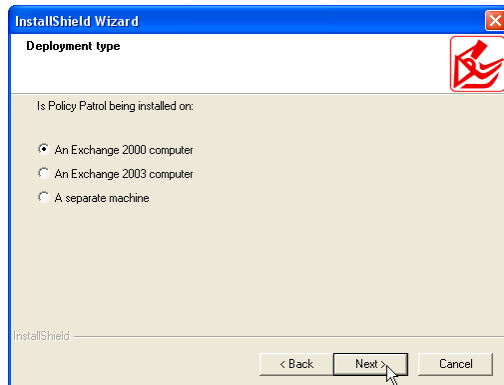 InstallShield Wizard
Deployment type
Is Policy Patrol being installed on:
An Exchange 2000 computer
An Exchange 2003 computer
A separate machine
InstallShield
< Back Next > Cancel